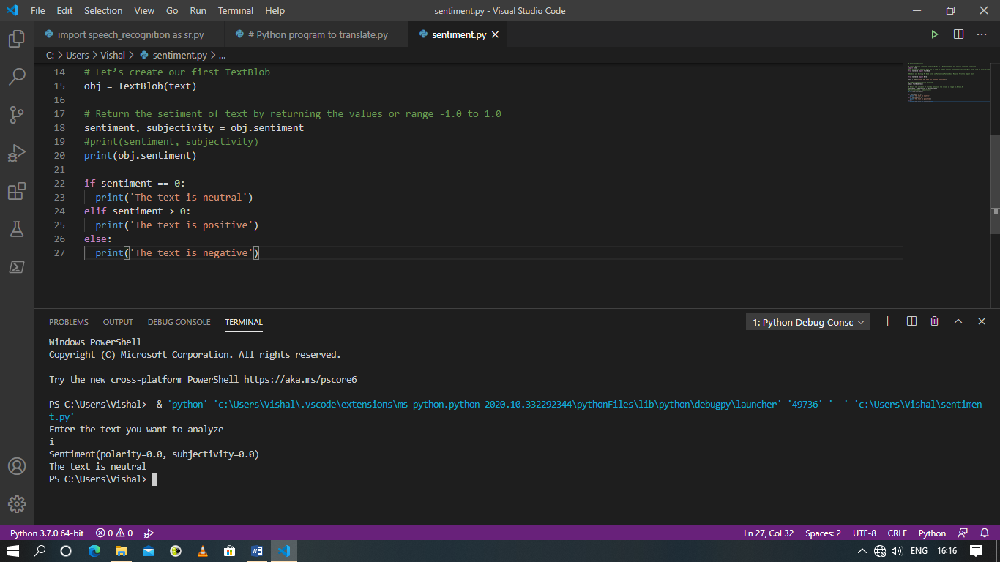 File Edit Selection View Go Run Terminal Help sentiment.py - Visual Studio Code
import speech_recognition as sr.py # Python program to translate.py sentiment.py
C: > Users > Vishal > sentiment.py > ...
14 # Let’s create our first TextBlob
15 obj = TextBlob(text)
16
17 # Return the setiment of text by returning the values or range -1.0 to 1.0
18 sentiment, subjectivity = obj.sentiment
19 #print(sentiment, subjectivity)
20 print(obj.sentiment)
21
22 if sentiment == 0:
23 print('The text is neutral')
24 elif sentiment > 0:
25 print('The text is positive')
26 else:
27 print('The text is negative')
PROBLEMS OUTPUT DEBUG CONSOLE TERMINAL 1: Python Debug Consc
Windows PowerShell
Copyright (C) Microsoft Corporation. All rights reserved.
Try the new cross-platform PowerShell https://aka.ms/pscore6
PS C:\Users\Vishal>  & 'python' 'c:\Users\Vishal\.vscode\extensions\ms-python.python-2020.10.332292344\pythonFiles\lib\python\debugpy\launcher' '49736' '--' 'c:\Users\Vishal\sentimen
t.py'
Enter the text you want to analyze
i
Sentiment(polarity=0.0, subjectivity=0.0)
The text is neutral
PS C:\Users\Vishal>
Python 3.7.0 64-bit 0 0 Ln 27, Col 32 Spaces: 2 UTF-8 CRLF Python
ENG 16:16